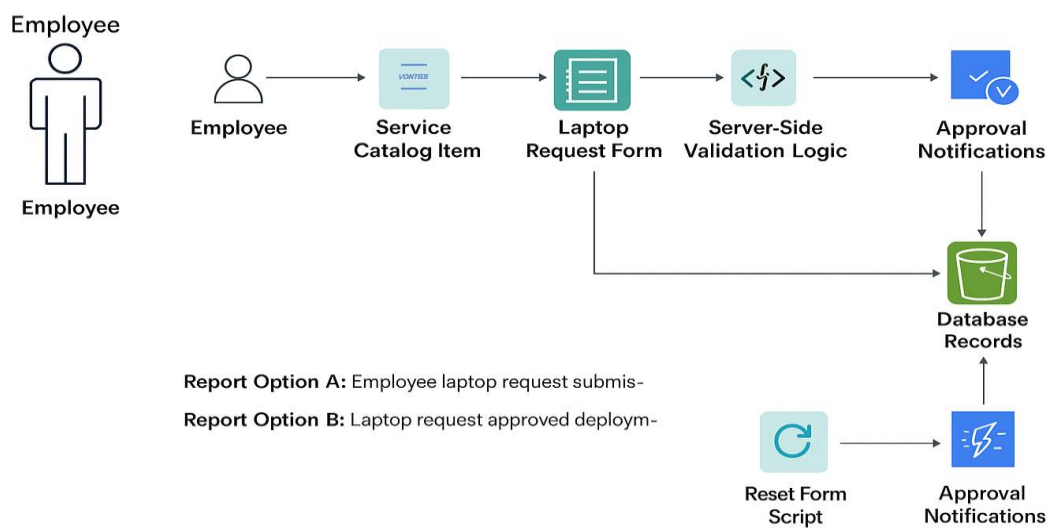 Employee
Employee
Employee
Service
Catalog Item
Laptop
Request Form
Server-Side
Validation Logic
Approval
Notifications
Database
Records
Report Option A: Employee laptop request submis-
Report Option B: Laptop request approved deploym-
Reset Form
Script
Approval
Notifications